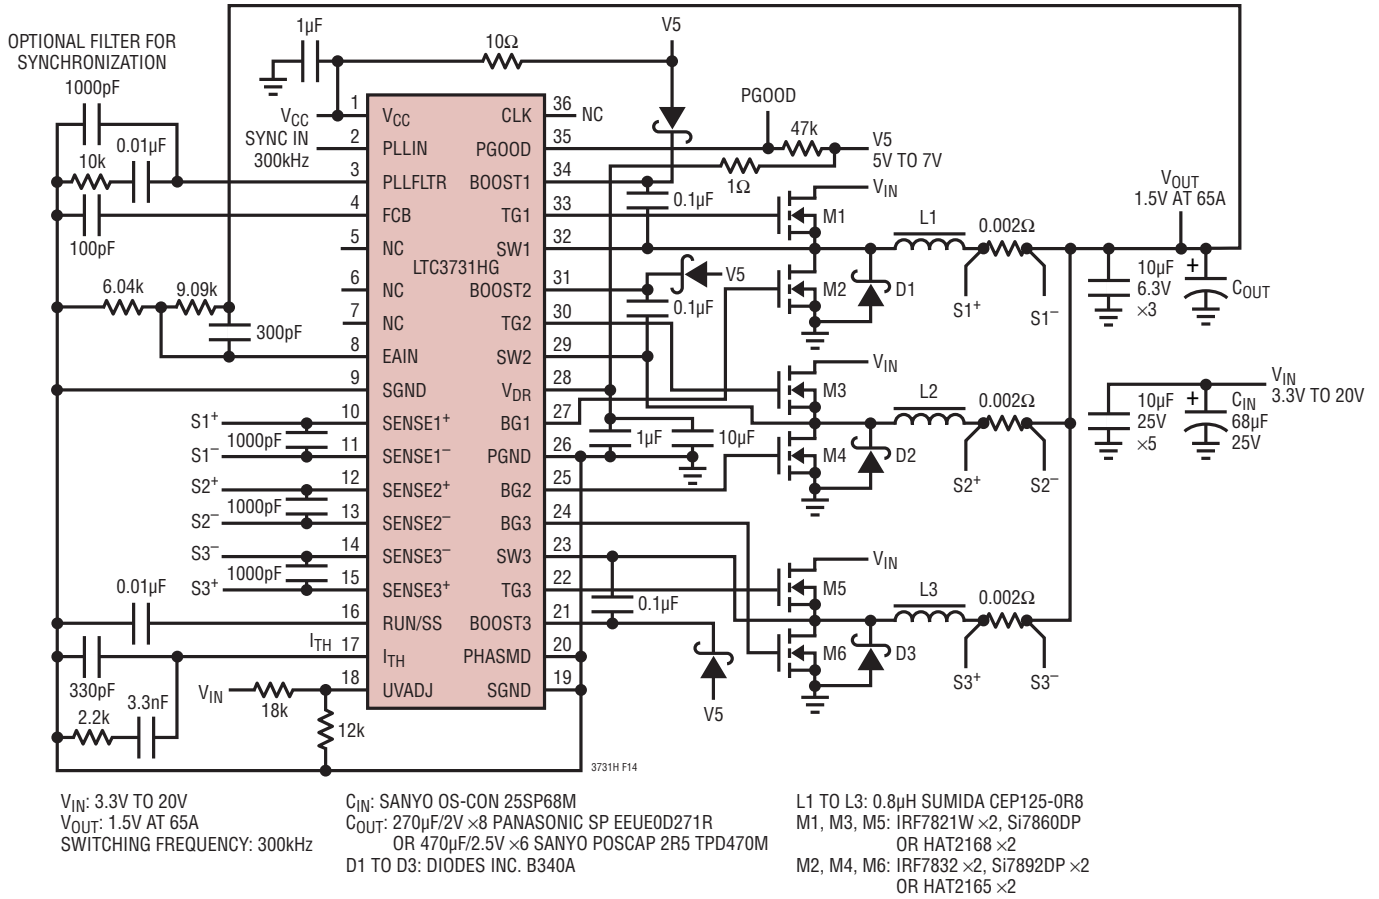 OPTIONAL FILTER FOR
SYNCHRONIZATION
1000pF
0.01µF
10k
100pF
1µF
10Ω
V5
VCC
SYNC IN
300kHz
6.04k
9.09k
300pF
S1+
1000pF
S1−
S2+
1000pF
S2−
S3−
1000pF
S3+
0.01µF
ITH
330pF
2.2k
3.3nF
VIN
18k
12k
LTC3731HG
1 VCC
2 PLLIN
3 PLLFLTR
4 FCB
5 NC
6 NC
7 NC
8 EAIN
9 SGND
10 SENSE1+
11 SENSE1−
12 SENSE2+
13 SENSE2−
14 SENSE3−
15 SENSE3+
16 RUN/SS
17 ITH
18 UVADJ
CLK 36 NC
PGOOD 35
BOOST1 34
TG1 33
SW1 32
BOOST2 31
TG2 30
SW2 29
VDR 28
BG1 27
PGND 26
BG2 25
BG3 24
SW3 23
TG3 22
BOOST3 21
PHASMD 20
SGND 19
PGOOD
47k
V5
5V TO 7V
1Ω
0.1µF
V5
0.1µF
1µF
10µF
0.1µF
V5
VIN
M1
M2
D1
L1
0.002Ω
S1+
S1−
VIN
M3
M4
D2
L2
0.002Ω
S2+
S2−
VIN
M5
M6
D3
L3
0.002Ω
S3+
S3−
VOUT
1.5V AT 65A
10µF
6.3V
×3
+
COUT
VIN
3.3V TO 20V
10µF
25V
×5
+
CIN
68µF
25V
3731H F14
VIN: 3.3V TO 20V
VOUT: 1.5V AT 65A
SWITCHING FREQUENCY: 300kHz
CIN: SANYO OS-CON 25SP68M
COUT: 270µF/2V ×8 PANASONIC SP EEUE0D271R
OR 470µF/2.5V ×6 SANYO POSCAP 2R5 TPD470M
D1 TO D3: DIODES INC. B340A
L1 TO L3: 0.8µH SUMIDA CEP125-0R8
M1, M3, M5: IRF7821W ×2, Si7860DP
OR HAT2168 ×2
M2, M4, M6: IRF7832 ×2, Si7892DP ×2
OR HAT2165 ×2